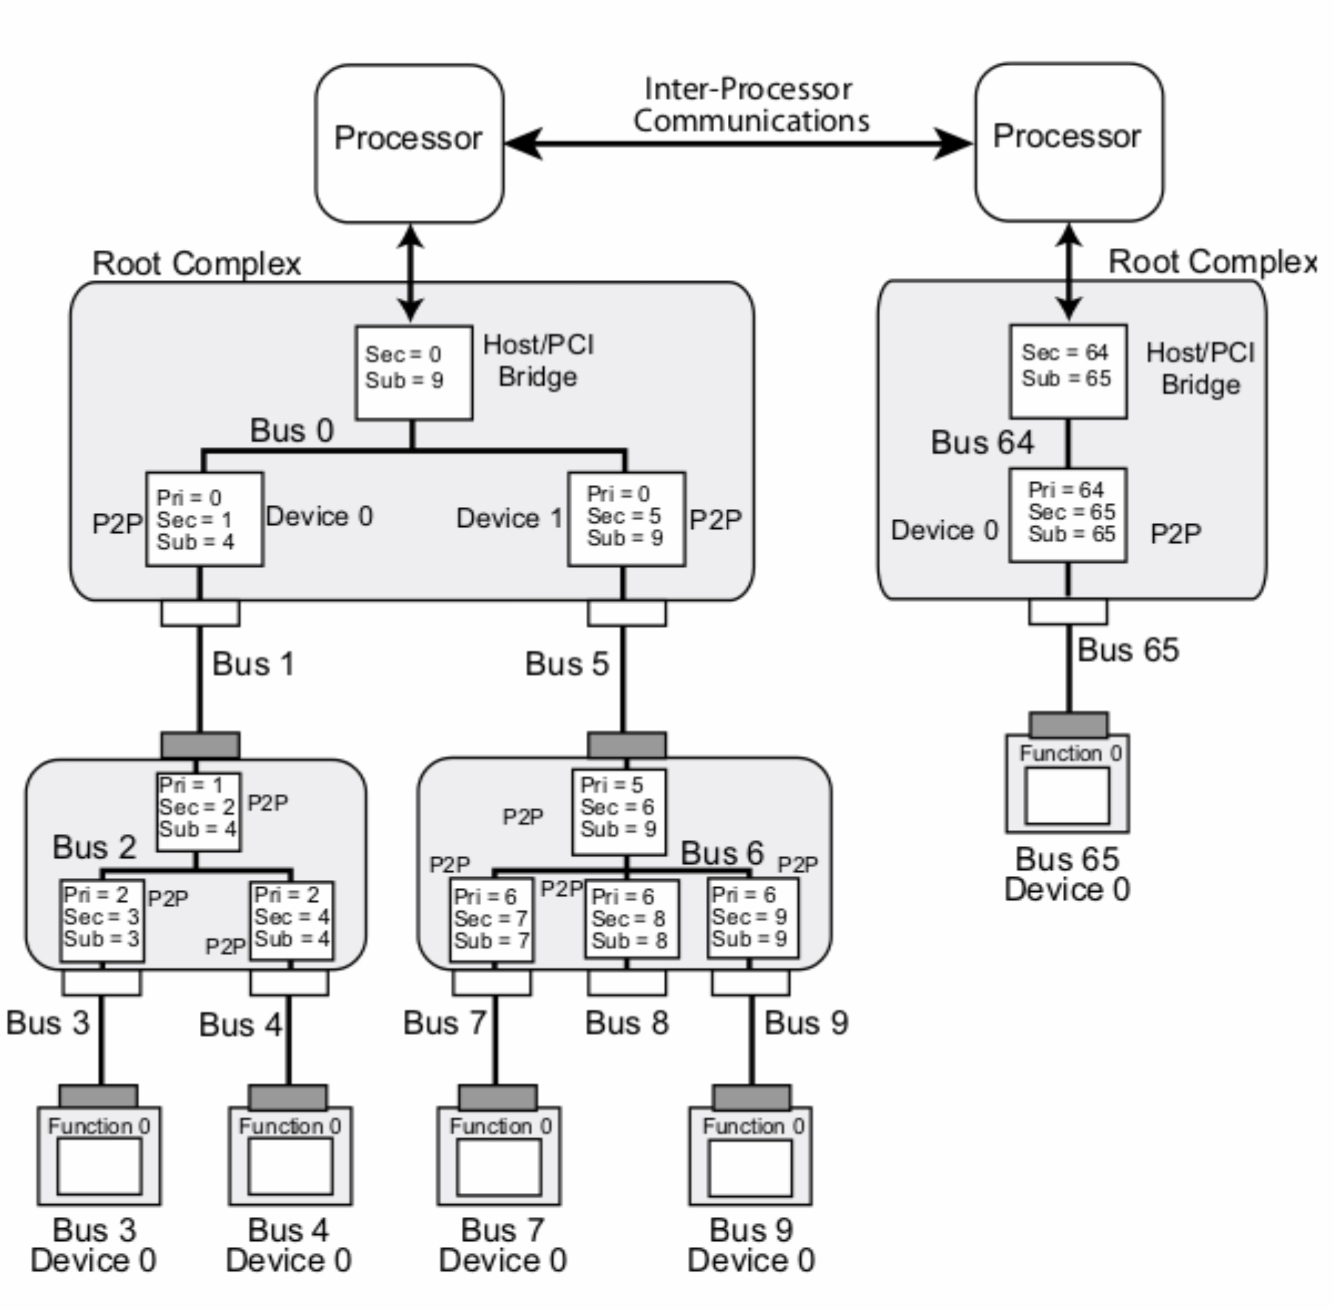 Inter-Processor
Communications
Processor
Processor
Root Complex
Root Complex
Sec = 0
Sub = 9
Host/PCI
Bridge
Sec = 64
Sub = 65
Host/PCI
Bridge
Bus 0
Bus 64
P2P
Pri = 0
Sec = 1
Sub = 4
Device 0
Device 1
Pri = 0
Sec = 5
Sub = 9
P2P
Device 0
Pri = 64
Sec = 65
Sub = 65
P2P
Bus 1
Bus 5
Bus 65
Pri = 1
Sec = 2
Sub = 4
P2P
Bus 2
Pri = 2
Sec = 3
Sub = 3
P2P
P2P
Pri = 2
Sec = 4
Sub = 4
P2P
Pri = 5
Sec = 6
Sub = 9
Bus 6
P2P
Pri = 6
Sec = 7
Sub = 7
P2P
Pri = 6
Sec = 8
Sub = 8
P2P
Pri = 6
Sec = 9
Sub = 9
Function 0
Bus 65
Device 0
Bus 3
Bus 4
Bus 7
Bus 8
Bus 9
Function 0
Function 0
Function 0
Function 0
Bus 3
Device 0
Bus 4
Device 0
Bus 7
Device 0
Bus 9
Device 0